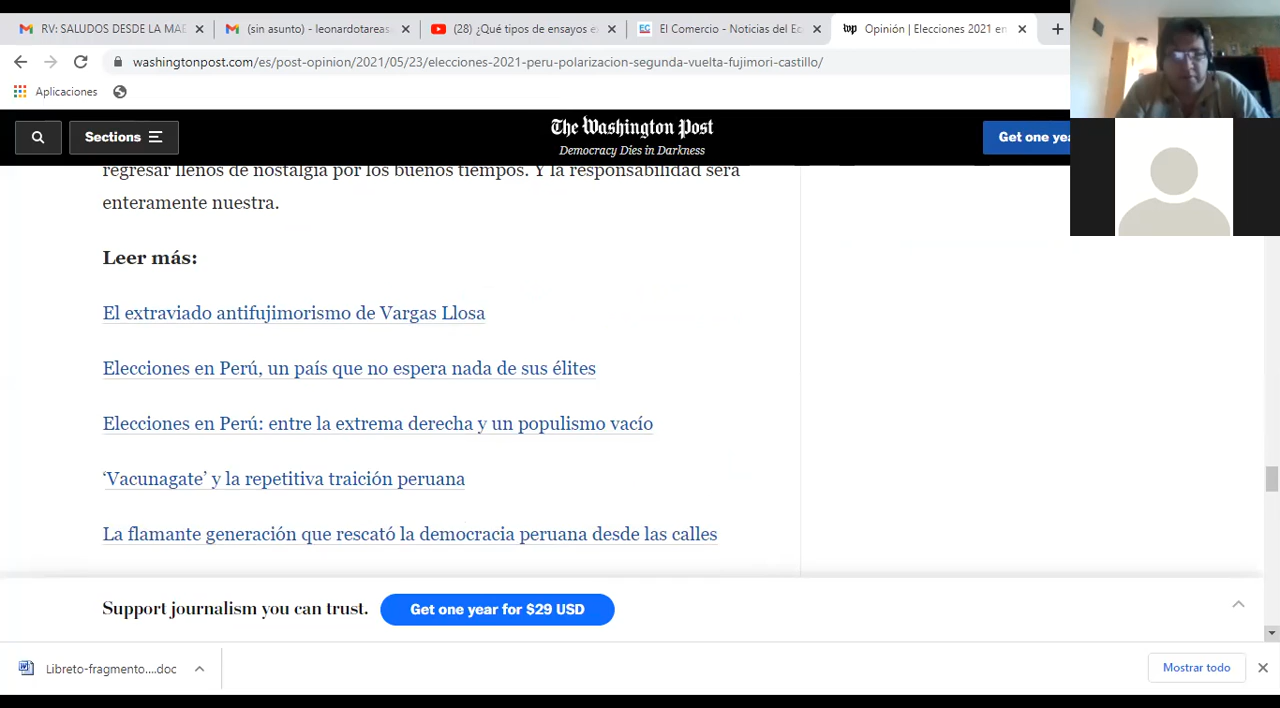 RV: SALUDOS DESDE LA MAE
(sin asunto) - leonardotareas
(28) ¿Qué tipos de ensayos e
EC El Comercio - Noticias del Ec
wp Opinión | Elecciones 2021 en
washingtonpost.com/es/post-opinion/2021/05/23/elecciones-2021-peru-polarizacion-segunda-vuelta-fujimori-castillo/
Aplicaciones
Sections
The Washington Post
Democracy Dies in Darkness
Get one yea
regresar llenos de nostalgia por los buenos tiempos. Y la responsabilidad será
enteramente nuestra.
Leer más:
El extraviado antifujimorismo de Vargas Llosa
Elecciones en Perú, un país que no espera nada de sus élites
Elecciones en Perú: entre la extrema derecha y un populismo vacío
‘Vacunagate’ y la repetitiva traición peruana
La flamante generación que rescató la democracia peruana desde las calles
Support journalism you can trust.
Get one year for $29 USD
Libreto-fragmento....doc
Mostrar todo